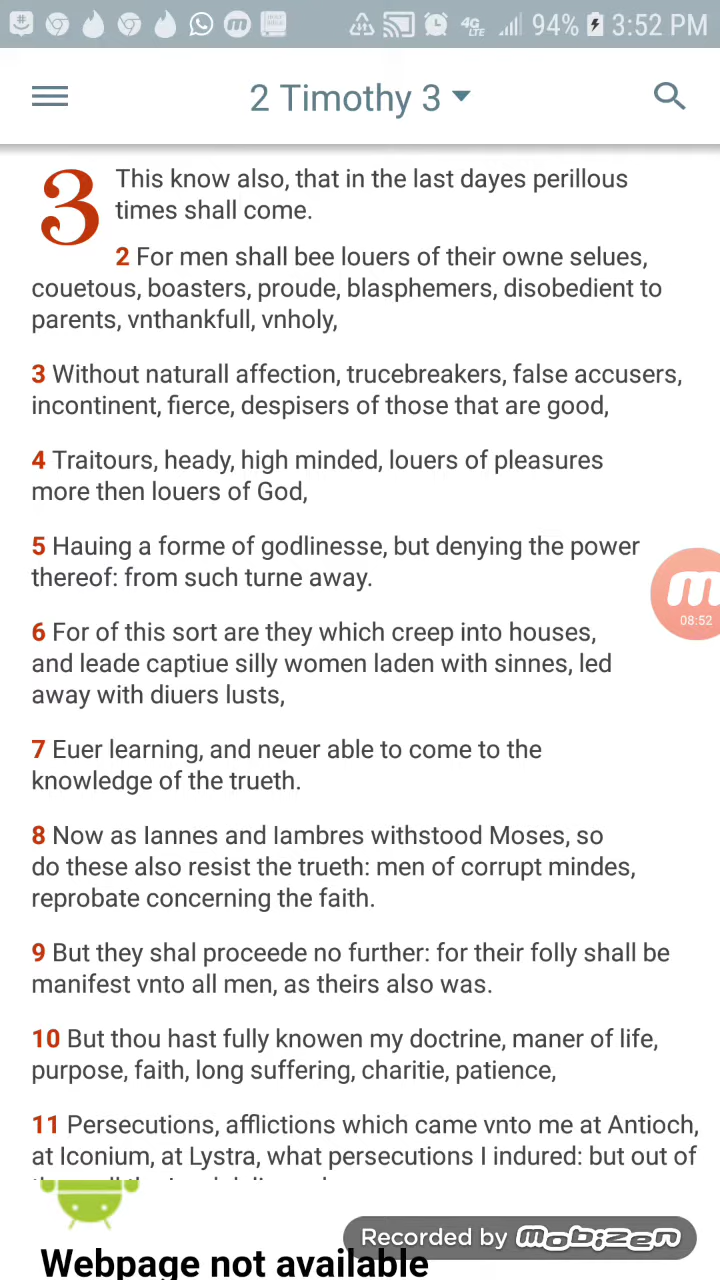 94% 3:52 PM
2 Timothy 3
3 This know also, that in the last dayes perillous
times shall come.
2 For men shall bee louers of their owne selues,
couetous, boasters, proude, blasphemers, disobedient to
parents, vnthankfull, vnholy,
3 Without naturall affection, trucebreakers, false accusers,
incontinent, fierce, despisers of those that are good,
4 Traitours, heady, high minded, louers of pleasures
more then louers of God,
5 Hauing a forme of godlinesse, but denying the power
thereof: from such turne away.
6 For of this sort are they which creep into houses,
and leade captiue silly women laden with sinnes, led
away with diuers lusts,
7 Euer learning, and neuer able to come to the
knowledge of the trueth.
8 Now as Iannes and Iambres withstood Moses, so
do these also resist the trueth: men of corrupt mindes,
reprobate concerning the faith.
9 But they shal proceede no further: for their folly shall be
manifest vnto all men, as theirs also was.
10 But thou hast fully knowen my doctrine, maner of life,
purpose, faith, long suffering, charitie, patience,
11 Persecutions, afflictions which came vnto me at Antioch,
at Iconium, at Lystra, what persecutions I indured: but out of
m
08:52
Recorded by mobizen
Webpage not available